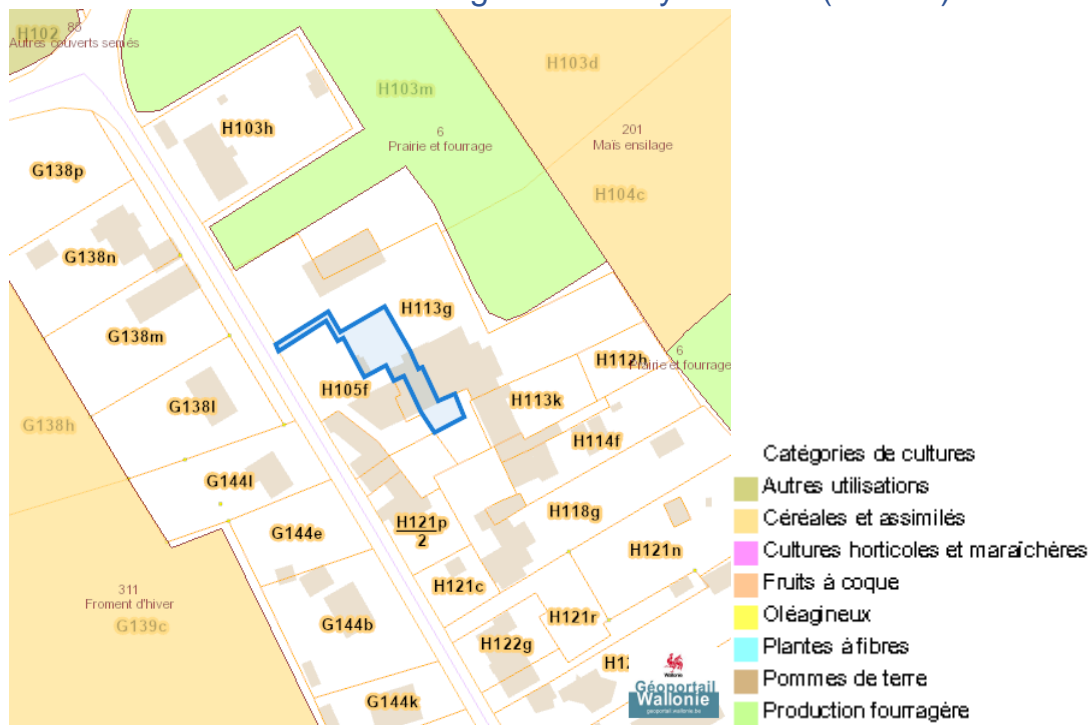 H102
85
Autres couverts semés
H103d
H103m
H103h
6
Prairie et fourrage
201
Maïs ensilage
G138p
H104c
G138n
H113g
G138m
H112h
6
Prairie et fourrage
H105f
H113k
G138l
G138h
H114f
G144l
H118g
H121p
2
G144e
H121n
H121c
311
Froment d'hiver
G139c
H121r
G144b
H122g
G144k
Wallonie
Géoportail
Wallonie
geoportail.wallonie.be
Catégories de cultures
Autres utilisations
Céréales et assimilés
Cultures horticoles et maraîchères
Fruits à coque
Oléagineux
Plantes à fibres
Pommes de terre
Production fourragère